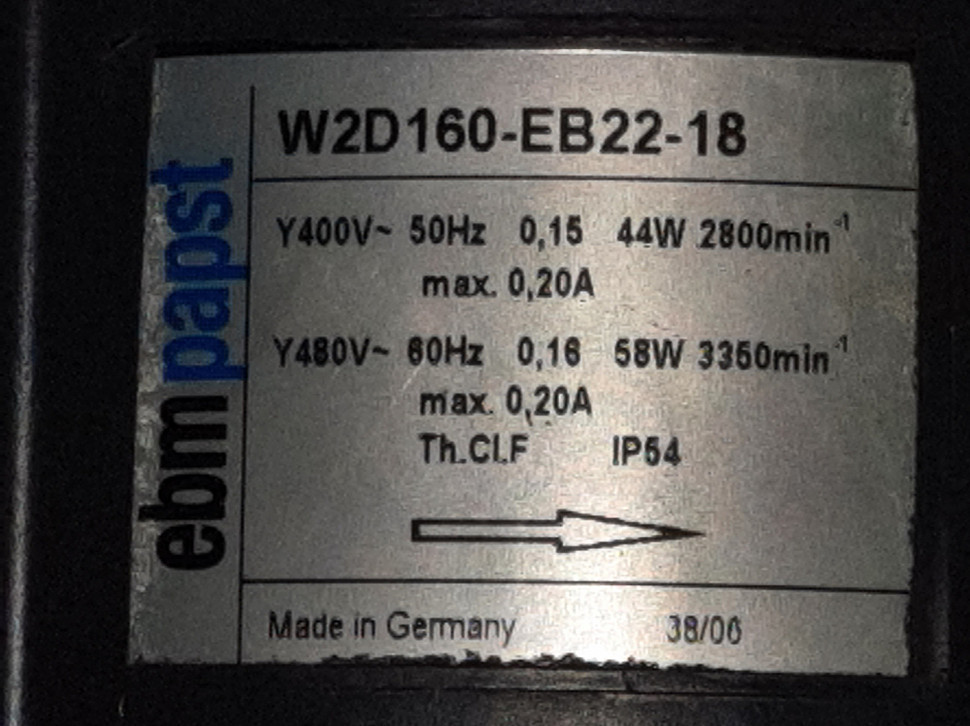 W2D160-EB22-18
Y400V~ 50Hz 0,15 44W 2800min⁻¹
max. 0,20A
Y480V~ 60Hz 0,16 58W 3350min⁻¹
max. 0,20A
Th.Cl.F IP54
Made in Germany 38/06
ebmpapst